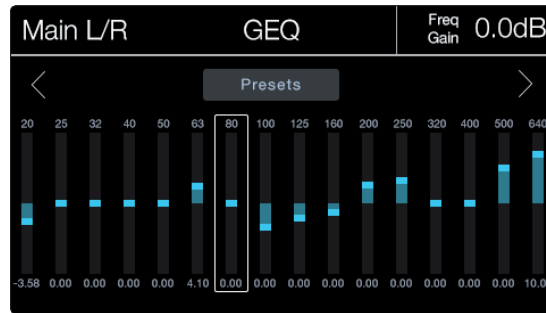 Main L/R GEQ Freq Gain 0.0dB
Presets
20 25 32 40 50 63 80 100 125 160 200 250 320 400 500 640
-3.58 0.00 0.00 0.00 0.00 4.10 0.00 0.00 0.00 0.00 0.00 0.00 0.00 0.00 0.00 10.0